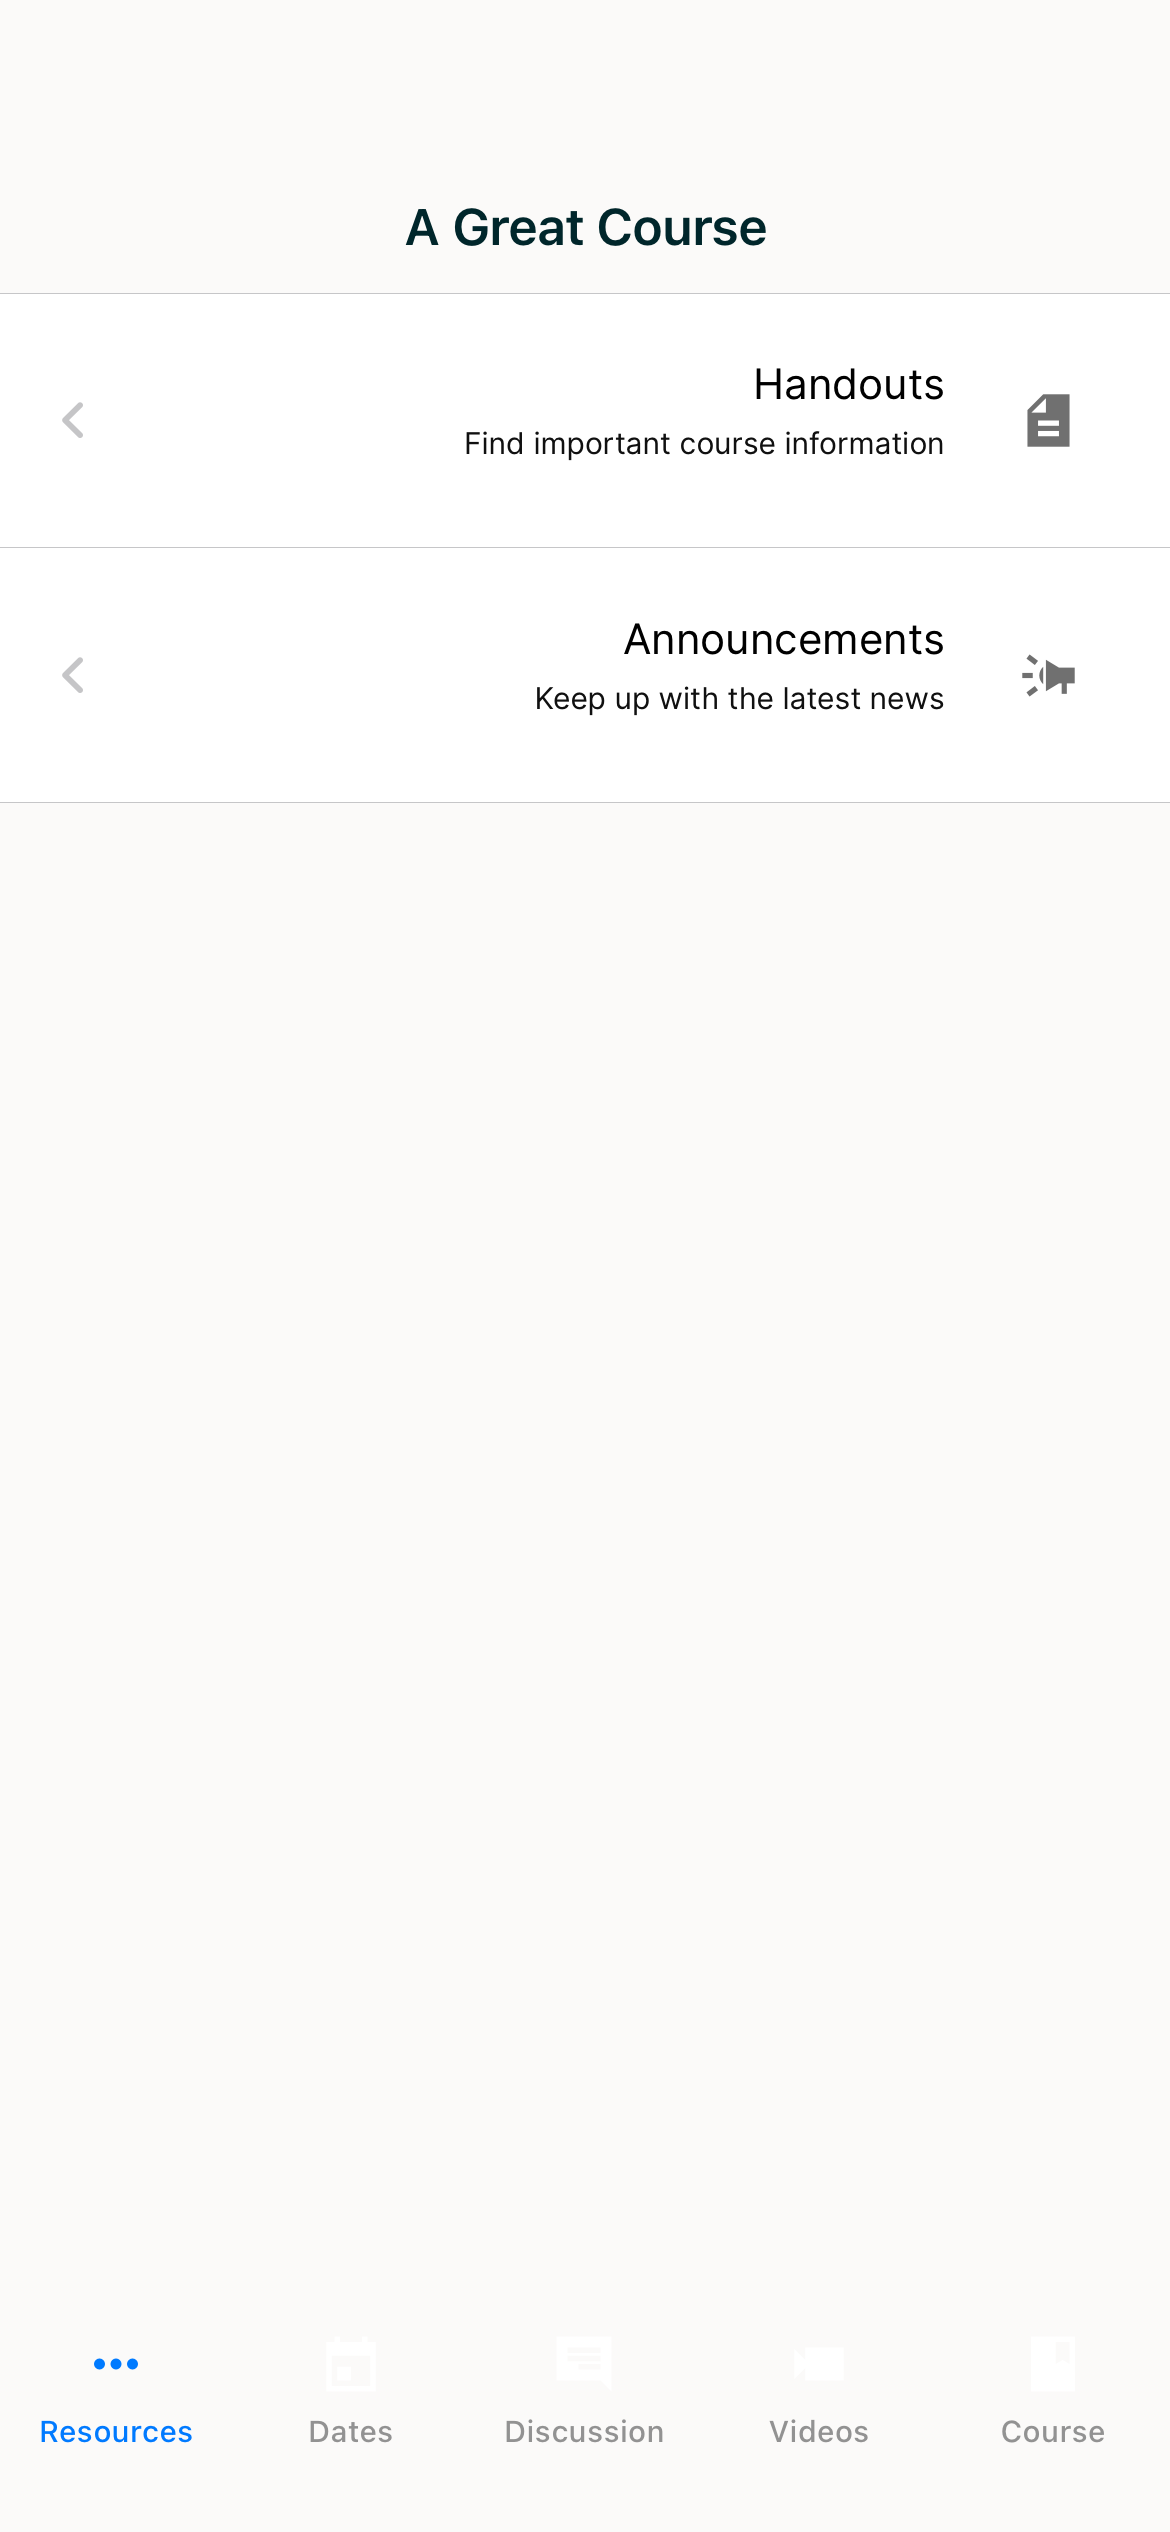 A Great Course
Handouts
Find important course information
Announcements
Keep up with the latest news
Resources
Dates
Discussion
Videos
Course